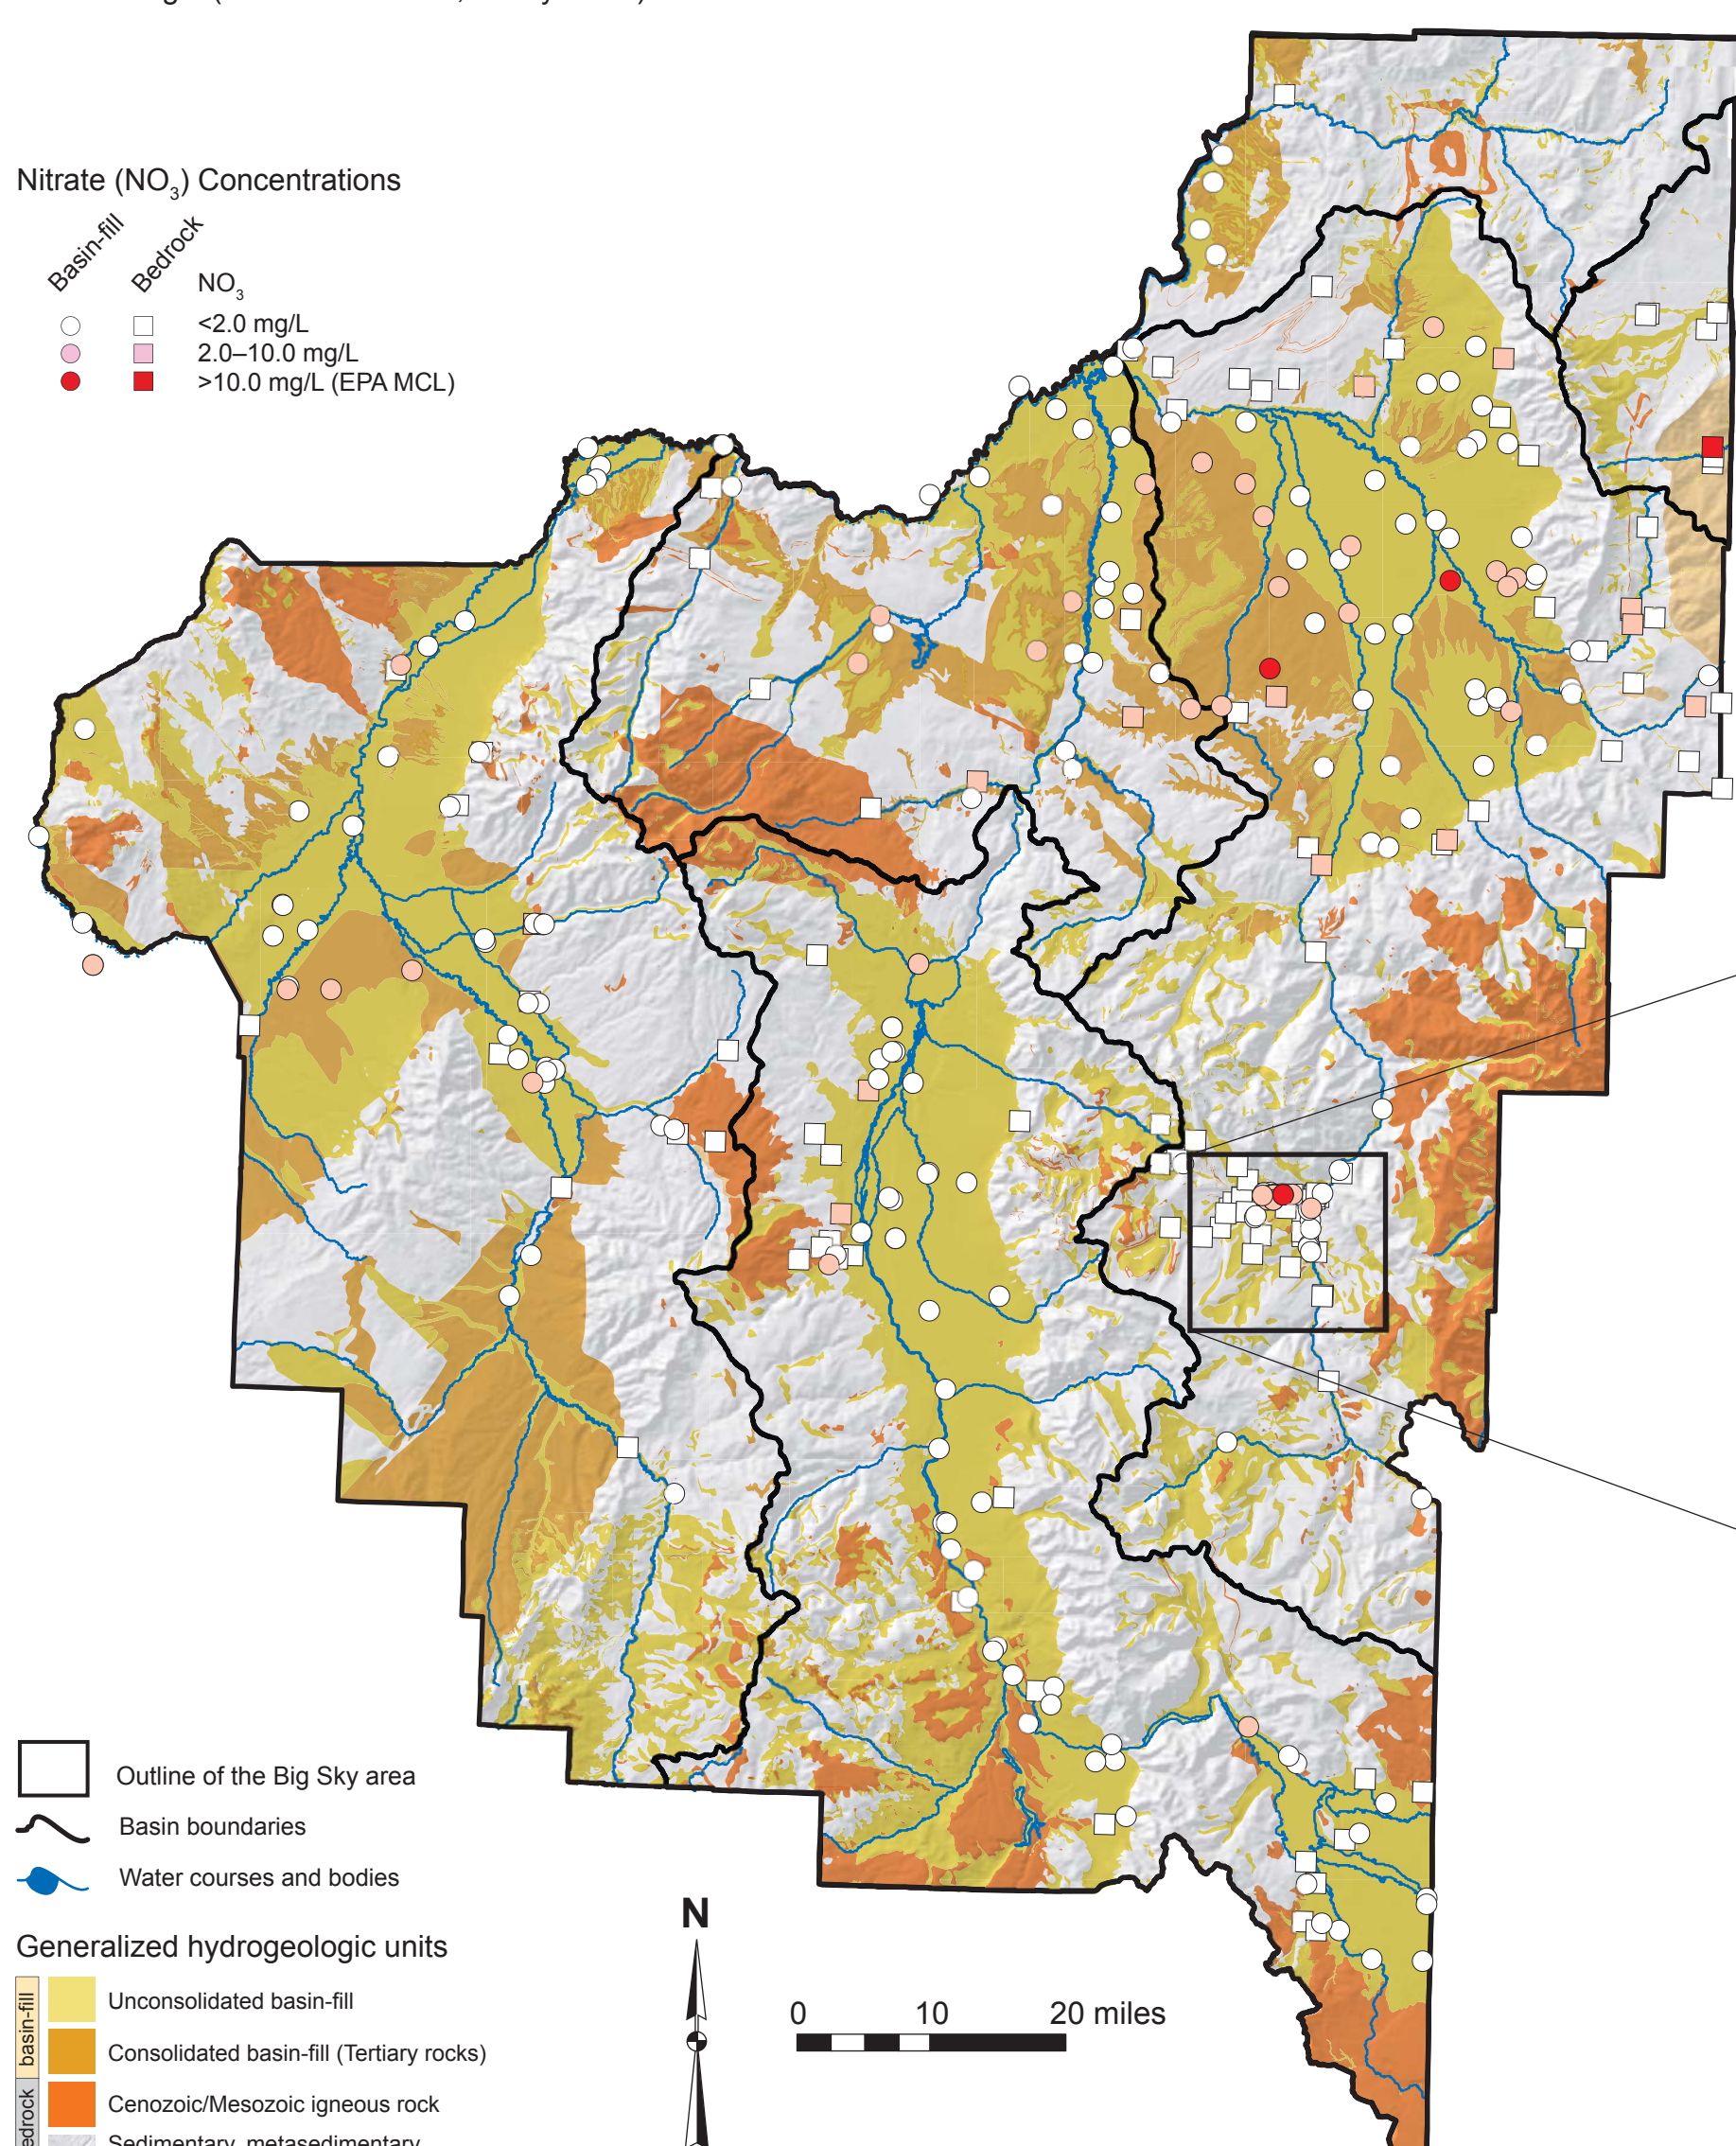 Nitrate (NO3) Concentrations
Basin-fill
Bedrock
NO3
<2.0 mg/L
2.0–10.0 mg/L
>10.0 mg/L (EPA MCL)
Outline of the Big Sky area
Basin boundaries
Water courses and bodies
Generalized hydrogeologic units
basin-fill
Unconsolidated basin-fill
Consolidated basin-fill (Tertiary rocks)
Cenozoic/Mesozoic igneous rock
Sedimentary, metasedimentary
N
0 10 20 miles